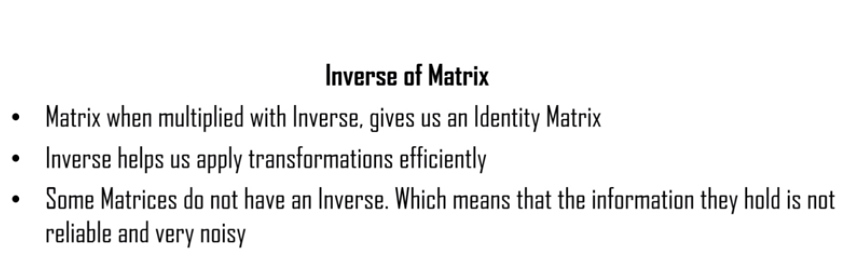 Inverse of Matrix
• Matrix when multiplied with Inverse, gives us an Identity Matrix
• Inverse helps us apply transformations efficiently
• Some Matrices do not have an Inverse. Which means that the information they hold is not
reliable and very noisy